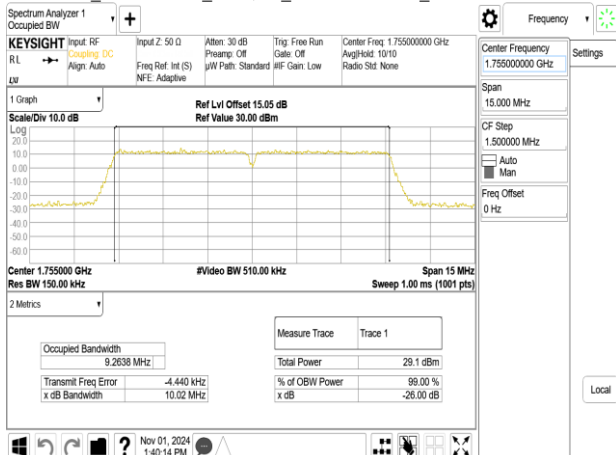 Spectrum Analyzer 1
Occupied BW
+
Frequency
KEYSIGHT
RL
LXI
Input: RF
Coupling: DC
Align: Auto
Input Z: 50 Ω
Freq Ref: Int (S)
NFE: Adaptive
Atten: 30 dB
Preamp: Off
µW Path: Standard
Trig: Free Run
Gate: Off
#IF Gain: Low
Center Freq: 1.755000000 GHz
Avg|Hold: 10/10
Radio Std: None
Center Frequency
1.755000000 GHz
Settings
Span
15.000 MHz
CF Step
1.500000 MHz
Auto
Man
Freq Offset
0 Hz
Local
1 Graph
Scale/Div 10.0 dB
Ref Lvl Offset 15.05 dB
Ref Value 30.00 dBm
Log
20.0
10.0
0.00
-10.0
-20.0
-30.0
-40.0
-50.0
-60.0
Center 1.755000 GHz
#Video BW 510.00 kHz
Span 15 MHz
Res BW 150.00 kHz
Sweep 1.00 ms (1001 pts)
2 Metrics
Measure Trace
Trace 1
Occupied Bandwidth
9.2638 MHz
Total Power
29.1 dBm
Transmit Freq Error
-4.440 kHz
% of OBW Power
99.00 %
x dB Bandwidth
10.02 MHz
x dB
-26.00 dB
?
Nov 01, 2024
1:40:14 PM